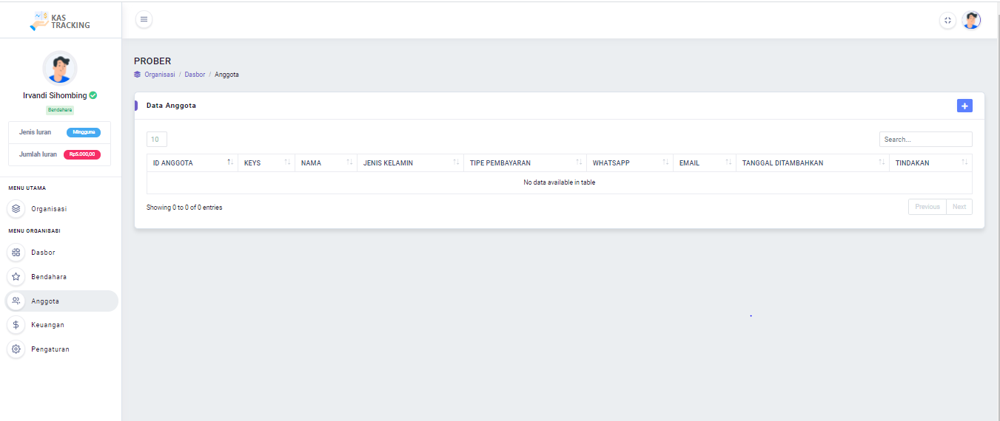 KAS
TRACKING
Irvandi Sihombing
Bendahara
Jenis Iuran
Mingguna
Jumlah Iuran
Rp5.000,00
MENU UTAMA
Organisasi
MENU ORGANISASI
Dasbor
Bendahara
Anggota
Keuangan
Pengaturan
PROBER
Organisasi / Dasbor / Anggota
Data Anggota
10
Search...
ID ANGGOTA KEYS NAMA JENIS KELAMIN TIPE PEMBAYARAN WHATSAPP EMAIL TANGGAL DITAMBAHKAN TINDAKAN
No data available in table
Showing 0 to 0 of 0 entries
Previous Next